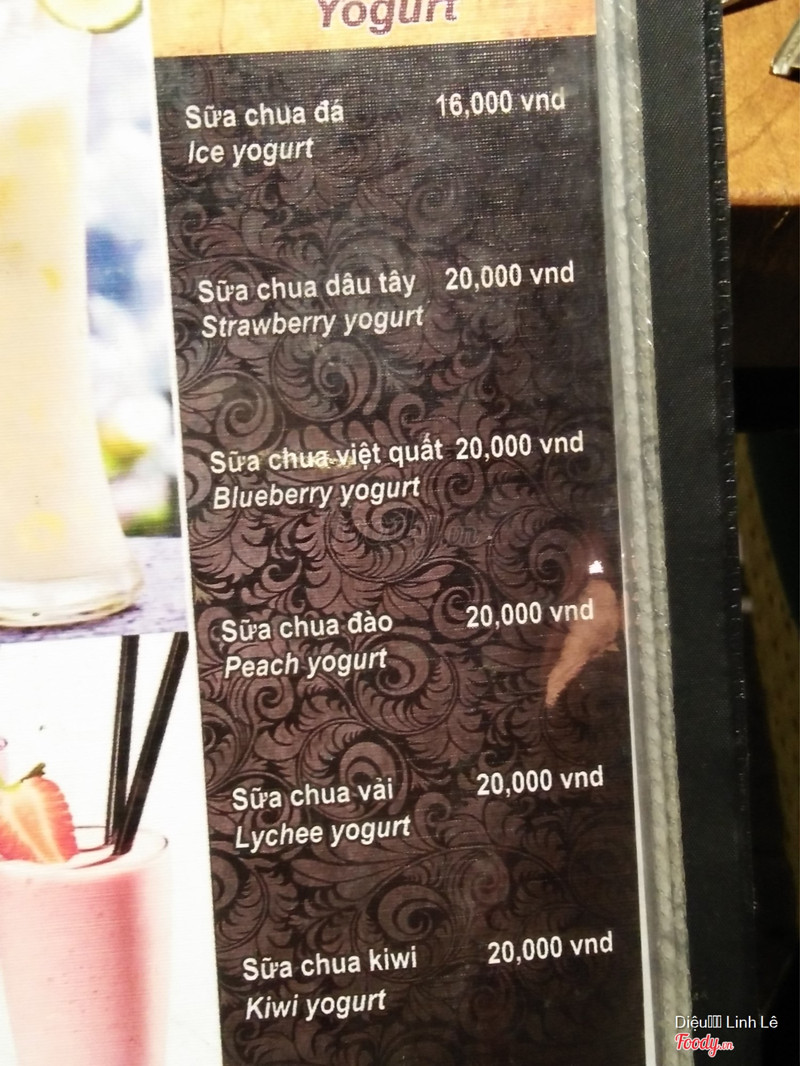 Yogurt
Sữa chua đá 16,000 vnd
Ice yogurt
Sữa chua dâu tây 20,000 vnd
Strawberry yogurt
Sữa chua việt quất 20,000 vnd
Blueberry yogurt
Sữa chua đào 20,000 vnd
Peach yogurt
Sữa chua vải 20,000 vnd
Lychee yogurt
Sữa chua kiwi 20,000 vnd
Kiwi yogurt
Diệu Linh Lê
Foody.vn